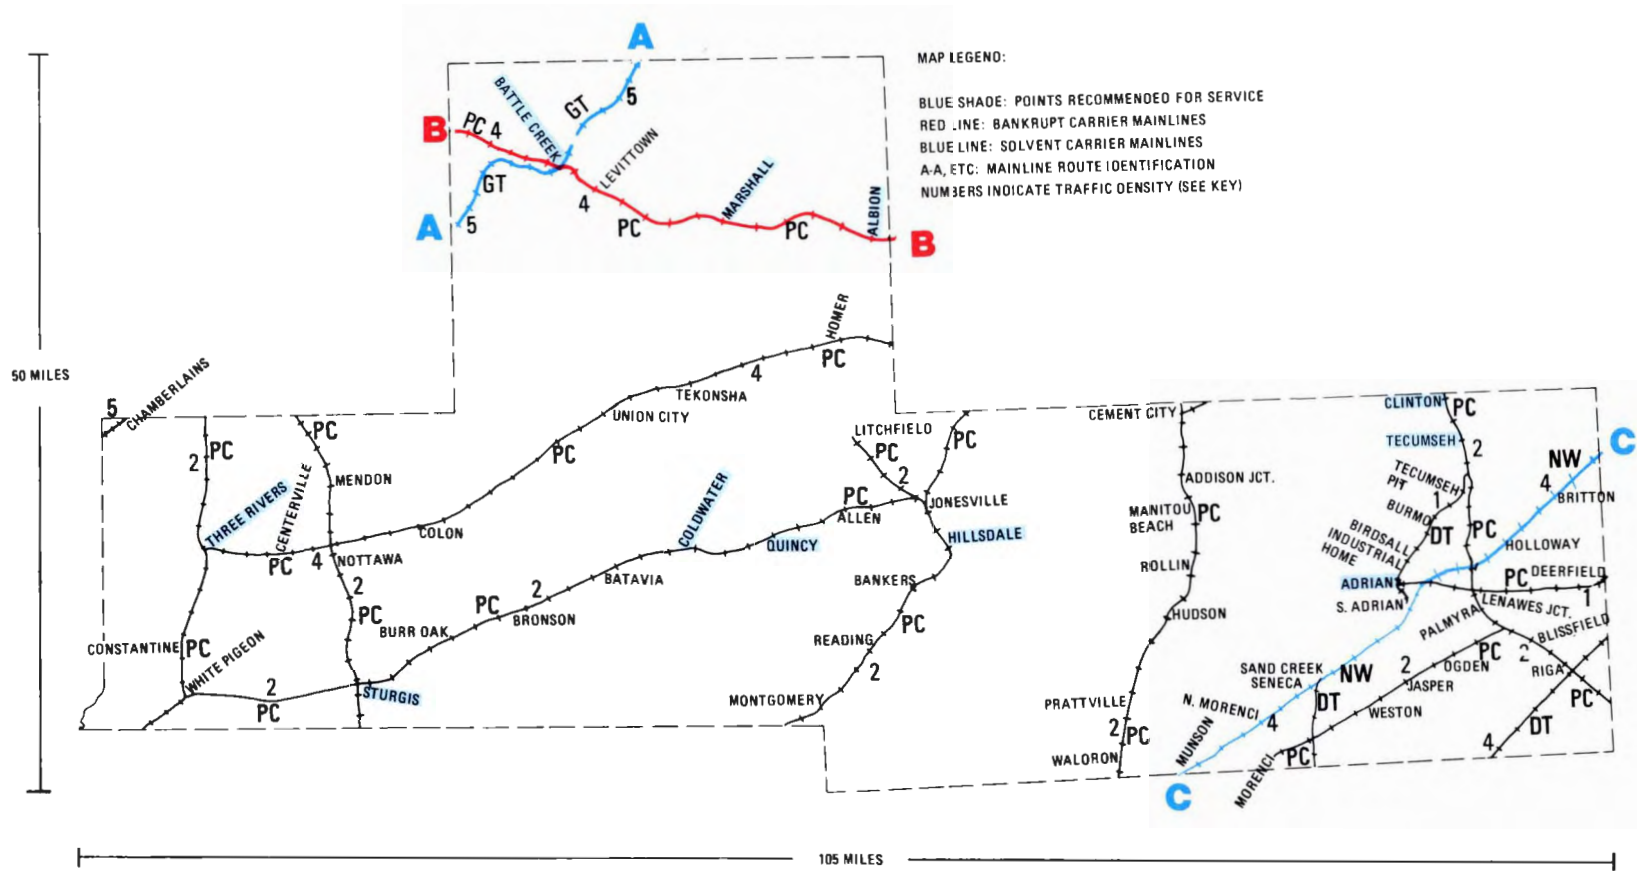 A
MAP LEGEND:
BLUE SHADE: POINTS RECOMMENDED FOR SERVICE
RED LINE: BANKRUPT CARRIER MAINLINES
BLUE LINE: SOLVENT CARRIER MAINLINES
A-A, ETC: MAINLINE ROUTE IDENTIFICATION
NUMBERS INDICATE TRAFFIC DENSITY (SEE KEY)
BATTLE CREEK
GT
5
B
PC 4
LEVITTOWN
GT
4
MARSHALL
ALBION
A
5
PC
PC
B
HOMER
PC
50 MILES
4
TEKONSHA
UNION CITY
5
CHAMBERLAINS
PC
2
PC
CENTERVILLE
MENDON
PC
THREE RIVERS
COLON
PC
4
NOTTAWA
2
PC
LITCHFIELD
PC
PC
2
JONESVILLE
COLDWATER
PC
ALLEN
QUINCY
HILLSDALE
BATAVIA
BANKERS
2
PC
BRONSON
BURR OAK
CONSTANTINE
PC
WHITE PIGEON
2
PC
STURGIS
READING
PC
2
MONTGOMERY
CEMENT CITY
ADDISON JCT.
MANITOU
BEACH
PC
ROLLIN
HUDSON
PRATTVILLE
2
PC
WALORON
CLINTON
PC
TECUMSEH
2
TECUMSEH
PIT
1
BURMO
DT
PC
NW
C
4
BRITTON
BIRDSALL
INDUSTRIAL
HOME
HOLLOWAY
ADRIAN
PC
DEERFIELD
1
S. ADRIAN
LENAWES JCT.
PALMYRA
BLISSFIELD
PC
2
RIGA
OGDEN
2
JASPER
PC
SAND CREEK
SENECA
NW
DT
WESTON
N. MORENCI
4
MUNSON
DT
4
PC
MORENCI
C
105 MILES